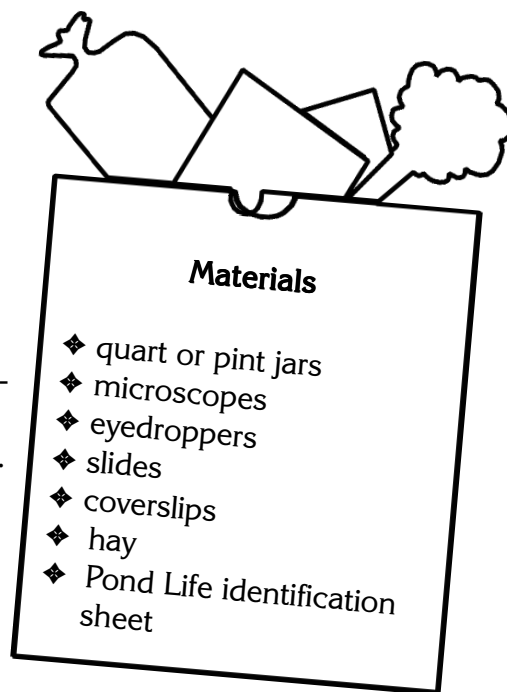 Materials
❖ quart or pint jars
❖ microscopes
❖ eyedroppers
❖ slides
❖ coverslips
❖ hay
❖ Pond Life identification
sheet